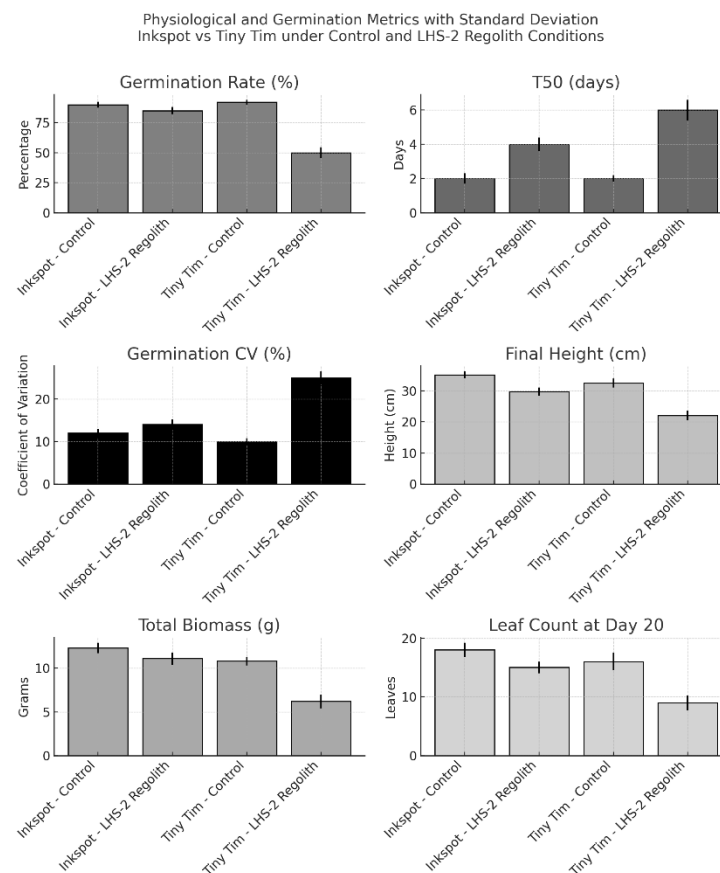 Physiological and Germination Metrics with Standard Deviation
Inkspot vs Tiny Tim under Control and LHS-2 Regolith Conditions
Germination Rate (%)
Percentage
75
50
25
0
Inkspot - Control
Inkspot - LHS-2 Regolith
Tiny Tim - Control
Tiny Tim - LHS-2 Regolith
T50 (days)
Days
6
4
2
0
Inkspot - Control
Inkspot - LHS-2 Regolith
Tiny Tim - Control
Tiny Tim - LHS-2 Regolith
Germination CV (%)
Coefficient of Variation
20
10
0
Inkspot - Control
Inkspot - LHS-2 Regolith
Tiny Tim - Control
Tiny Tim - LHS-2 Regolith
Final Height (cm)
Height (cm)
30
20
10
0
Inkspot - Control
Inkspot - LHS-2 Regolith
Tiny Tim - Control
Tiny Tim - LHS-2 Regolith
Total Biomass (g)
Grams
10
5
0
Inkspot - Control
Inkspot - LHS-2 Regolith
Tiny Tim - Control
Tiny Tim - LHS-2 Regolith
Leaf Count at Day 20
Leaves
20
10
0
Inkspot - Control
Inkspot - LHS-2 Regolith
Tiny Tim - Control
Tiny Tim - LHS-2 Regolith